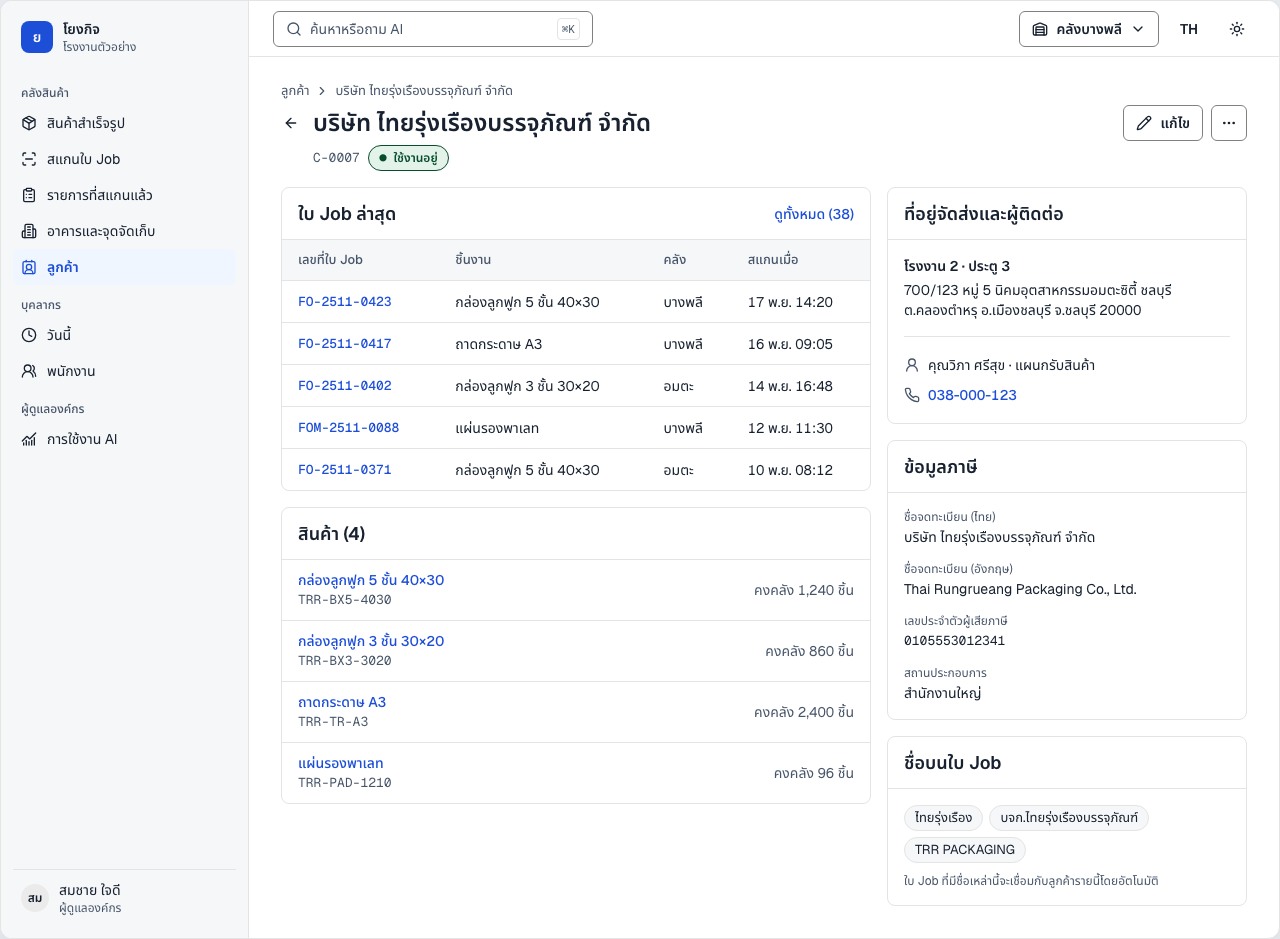 ย
โยงกิจ
โรงงานตัวอย่าง
คลังสินค้า
สินค้าสำเร็จรูป
สแกนใบ Job
รายการที่สแกนแล้ว
อาคารและจุดจัดเก็บ
ลูกค้า
บุคลากร
วันนี้
พนักงาน
ผู้ดูแลองค์กร
การใช้งาน AI
สม
สมชาย ใจดี
ผู้ดูแลองค์กร
ค้นหาหรือถาม AI
⌘K
คลังบางพลี
TH
ลูกค้า
บริษัท ไทยรุ่งเรืองบรรจุภัณฑ์ จำกัด
บริษัท ไทยรุ่งเรืองบรรจุภัณฑ์ จำกัด
แก้ไข
C-0007
ใช้งานอยู่
ใบ Job ล่าสุด
ดูทั้งหมด (38)
เลขที่ใบ Job ชิ้นงาน คลัง สแกนเมื่อ
FO-2511-0423 กล่องลูกฟูก 5 ชั้น 40×30 บางพลี 17 พ.ย. 14:20
FO-2511-0417 ถาดกระดาษ A3 บางพลี 16 พ.ย. 09:05
FO-2511-0402 กล่องลูกฟูก 3 ชั้น 30×20 อมตะ 14 พ.ย. 16:48
FOM-2511-0088 แผ่นรองพาเลท บางพลี 12 พ.ย. 11:30
FO-2511-0371 กล่องลูกฟูก 5 ชั้น 40×30 อมตะ 10 พ.ย. 08:12
สินค้า (4)
กล่องลูกฟูก 5 ชั้น 40×30
TRR-BX5-4030
คงคลัง 1,240 ชิ้น
กล่องลูกฟูก 3 ชั้น 30×20
TRR-BX3-3020
คงคลัง 860 ชิ้น
ถาดกระดาษ A3
TRR-TR-A3
คงคลัง 2,400 ชิ้น
แผ่นรองพาเลท
TRR-PAD-1210
คงคลัง 96 ชิ้น
ที่อยู่จัดส่งและผู้ติดต่อ
โรงงาน 2 · ประตู 3
700/123 หมู่ 5 นิคมอุตสาหกรรมอมตะซิตี้ ชลบุรี
ต.คลองตำหรุ อ.เมืองชลบุรี จ.ชลบุรี 20000
คุณวิภา ศรีสุข · แผนกรับสินค้า
038-000-123
ข้อมูลภาษี
ชื่อจดทะเบียน (ไทย)
บริษัท ไทยรุ่งเรืองบรรจุภัณฑ์ จำกัด
ชื่อจดทะเบียน (อังกฤษ)
Thai Rungrueang Packaging Co., Ltd.
เลขประจำตัวผู้เสียภาษี
0105553012341
สถานประกอบการ
สำนักงานใหญ่
ชื่อบนใบ Job
ไทยรุ่งเรือง
บจก.ไทยรุ่งเรืองบรรจุภัณฑ์
TRR PACKAGING
ใบ Job ที่มีชื่อเหล่านี้จะเชื่อมกับลูกค้ารายนี้โดยอัตโนมัติ